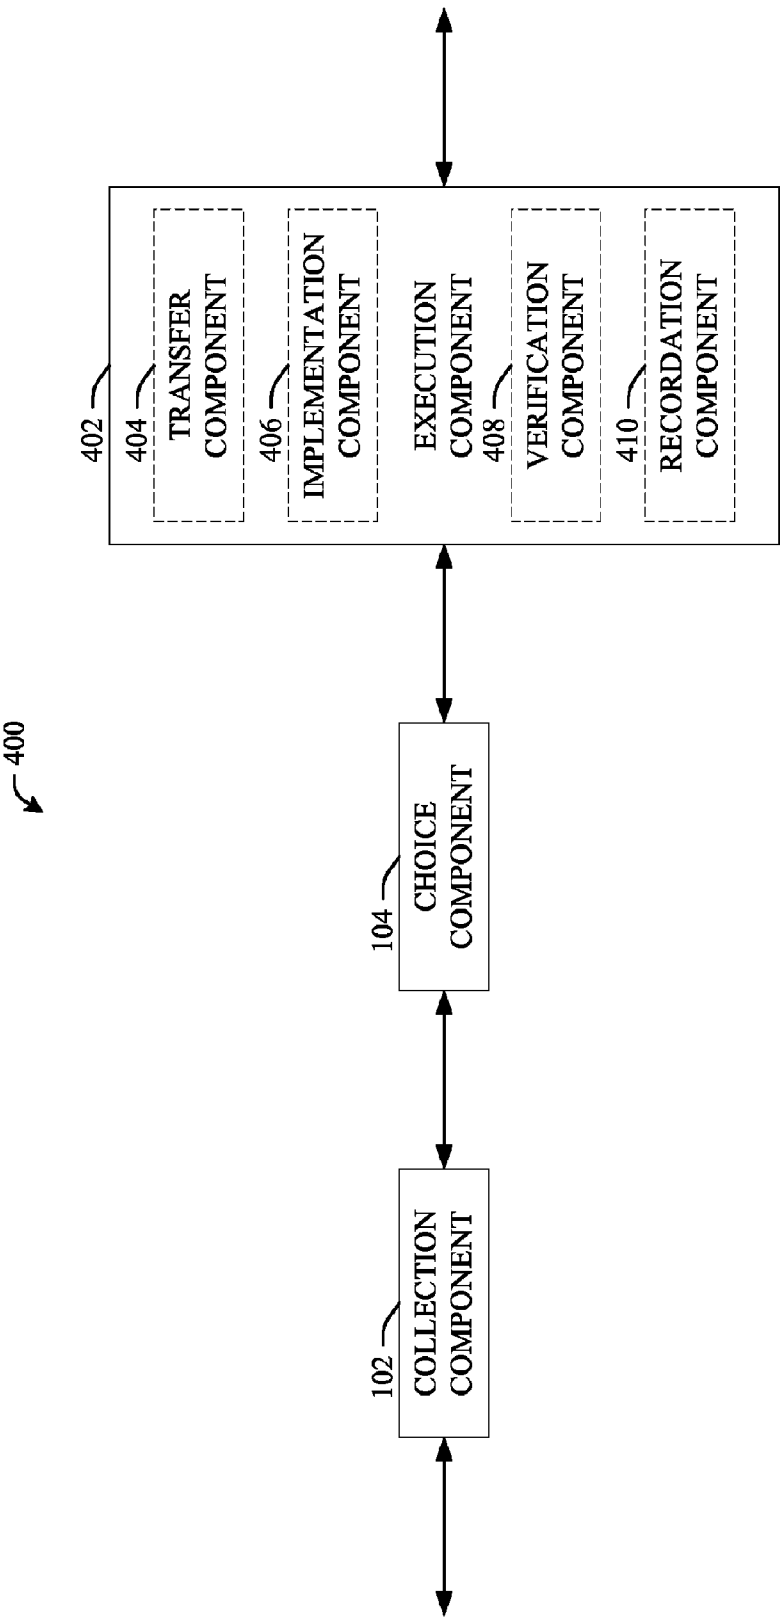 400
102
COLLECTION
COMPONENT
104
CHOICE
COMPONENT
402
404
TRANSFER
COMPONENT
406
IMPLEMENTATION
COMPONENT
EXECUTION
COMPONENT
408
VERIFICATION
COMPONENT
410
RECORDATION
COMPONENT